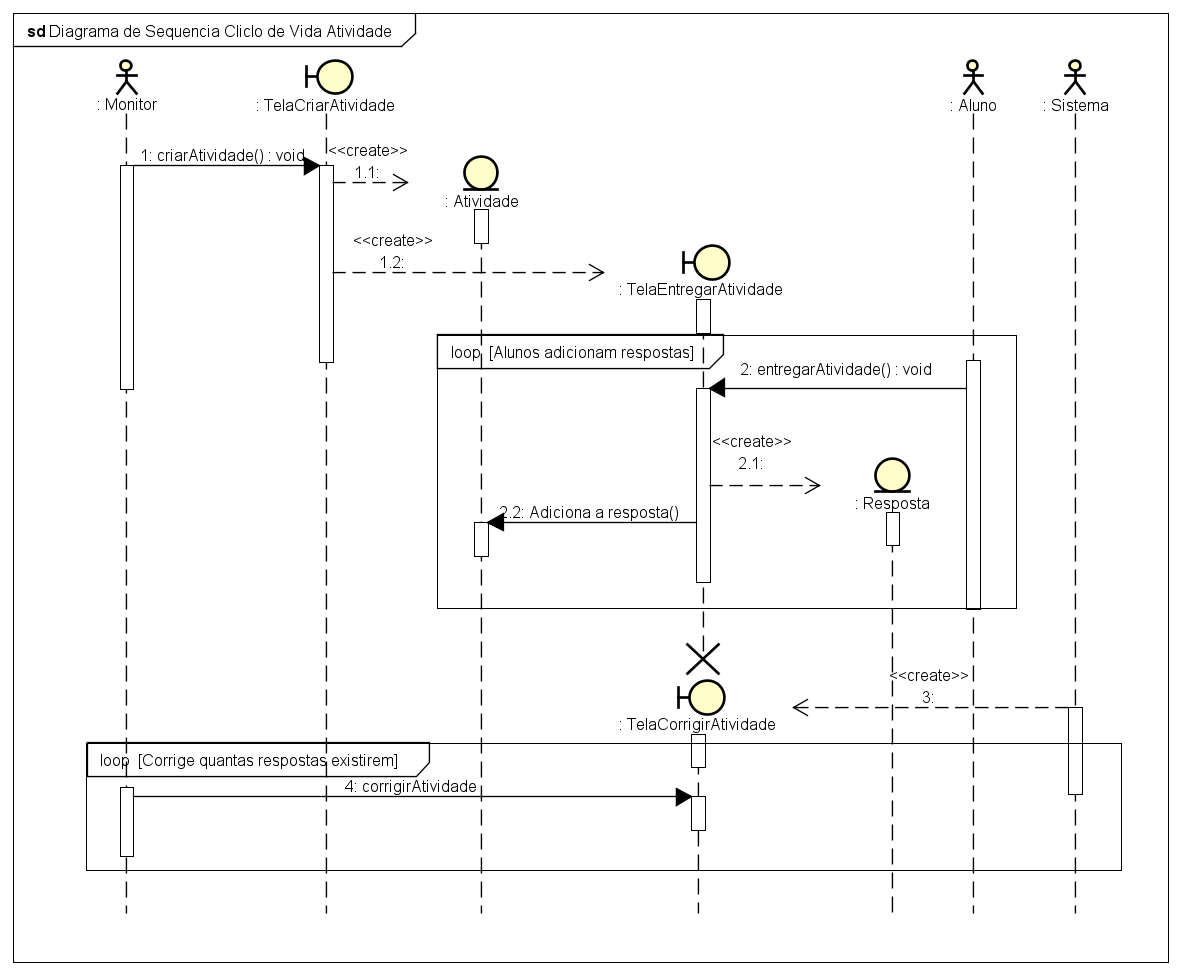 sd Diagrama de Sequencia Cliclo de Vida Atividade
: Monitor
: TelaCriarAtividade
: Aluno
: Sistema
1: criarAtividade() : void
<<create>>
1.1:
: Atividade
<<create>>
1.2:
: TelaEntregarAtividade
loop [Alunos adicionam respostas]
2: entregarAtividade() : void
<<create>>
2.1:
: Resposta
2.2: Adiciona a resposta()
<<create>>
3:
: TelaCorrigirAtividade
loop [Corrige quantas respostas existirem]
4: corrigirAtividade